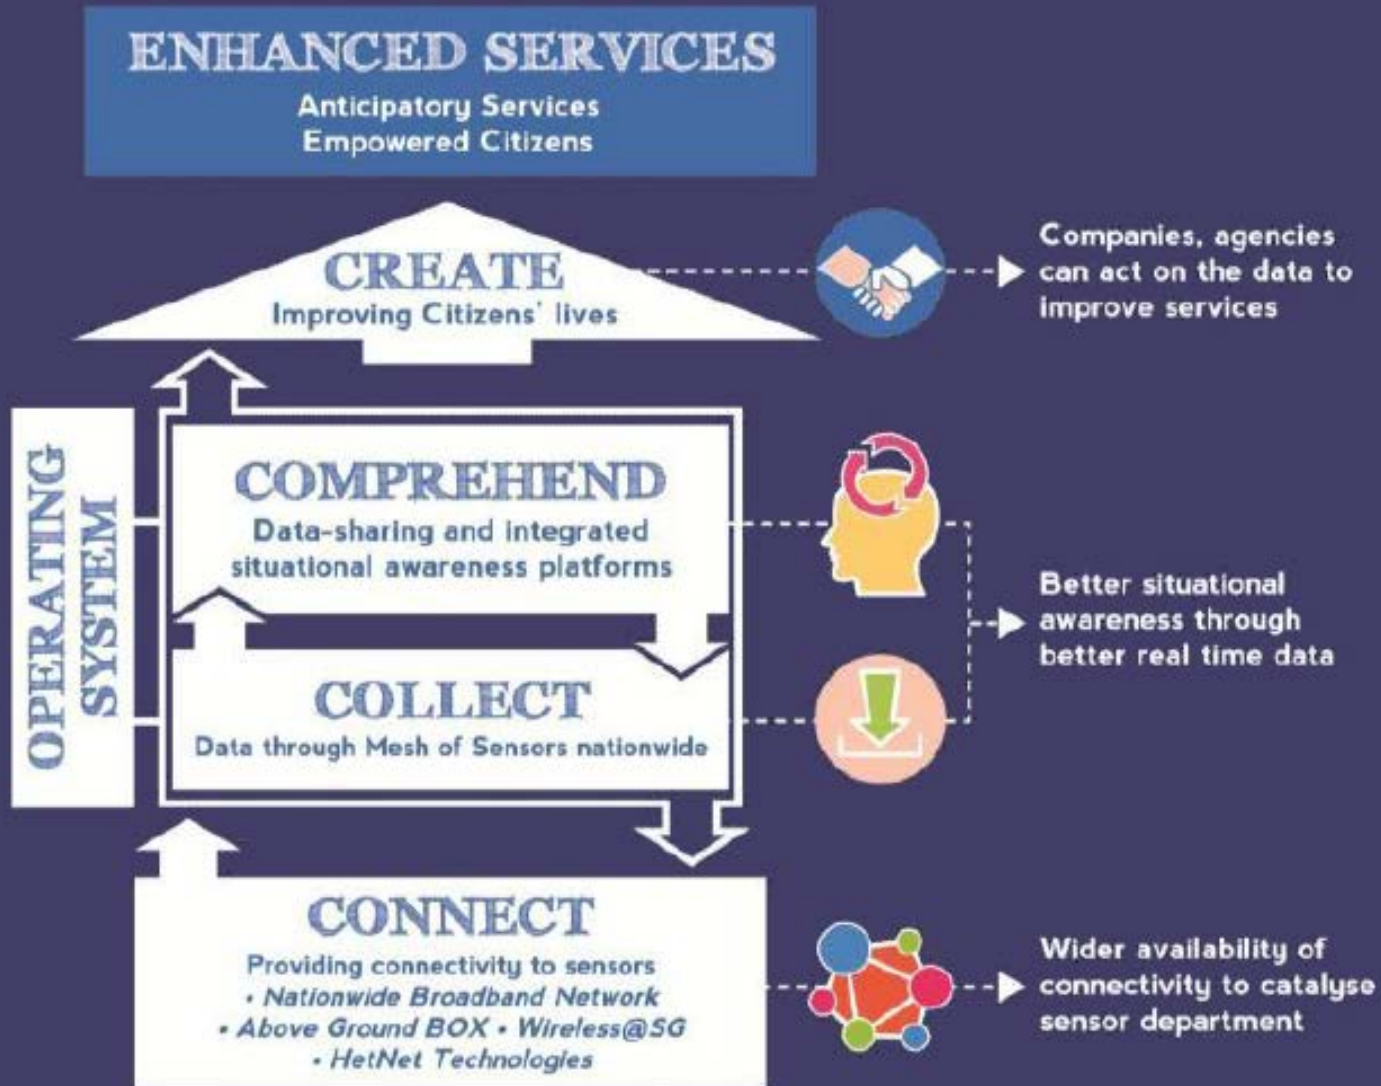 ENHANCED SERVICES
Anticipatory Services
Empowered Citizens
CREATE
Improving Citizens' lives
Companies, agencies
can act on the data to
improve services
OPERATING
SYSTEM
COMPREHEND
Data-sharing and integrated
situational awareness platforms
COLLECT
Data through Mesh of Sensors nationwide
Better situational
awareness through
better real time data
CONNECT
Providing connectivity to sensors
• Nationwide Broadband Network
• Above Ground BOX • Wireless@SG
• HetNet Technologies
Wider availability of
connectivity to catalyse
sensor department